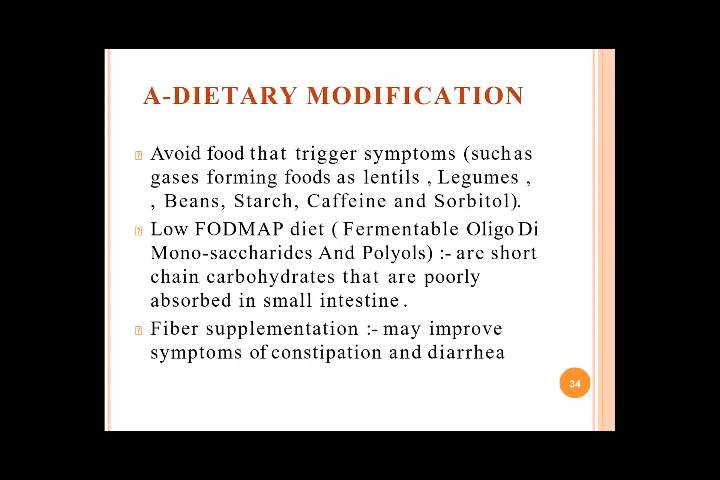 A-DIETARY MODIFICATION
Avoid food that trigger symptoms (such as
gases forming foods as lentils , Legumes ,
, Beans, Starch, Caffeine and Sorbitol).
Low FODMAP diet ( Fermentable Oligo Di
Mono-saccharides And Polyols) :- are short
chain carbohydrates that are poorly
absorbed in small intestine .
Fiber supplementation :- may improve
symptoms of constipation and diarrhea
34